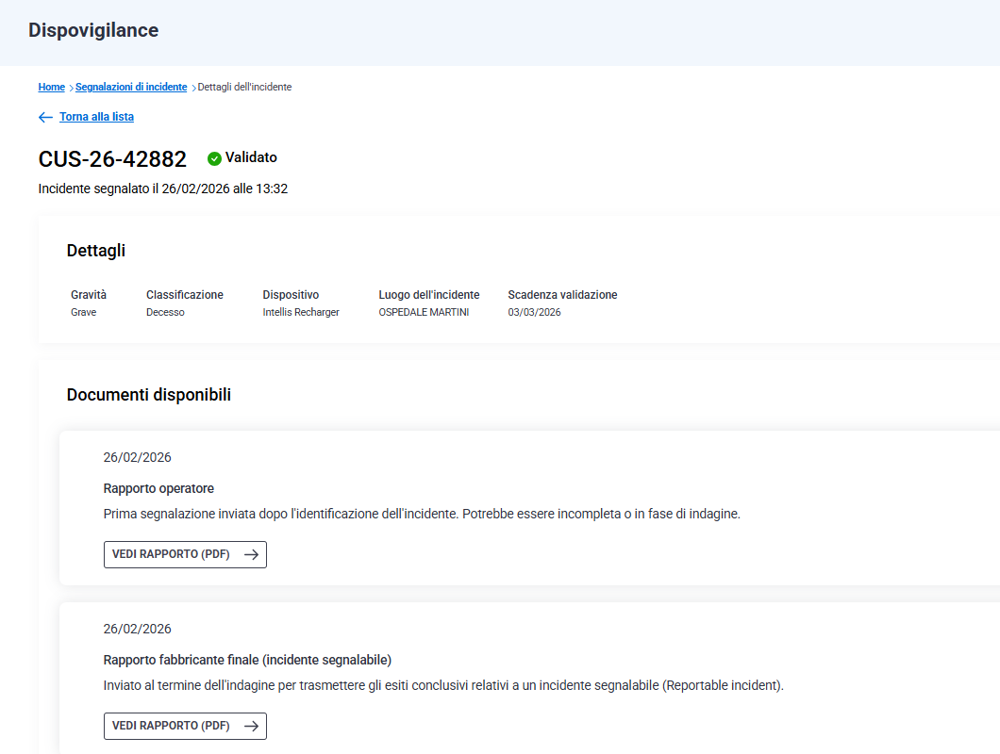 Dispovigilance
Home > Segnalazioni di incidente > Dettagli dell'incidente
← Torna alla lista
CUS-26-42882 Validato
Incidente segnalato il 26/02/2026 alle 13:32
Dettagli
Gravità Classificazione Dispositivo Luogo dell'incidente Scadenza validazione
Grave Decesso Intellis Recharger OSPEDALE MARTINI 03/03/2026
Documenti disponibili
26/02/2026
Rapporto operatore
Prima segnalazione inviata dopo l'identificazione dell'incidente. Potrebbe essere incompleta o in fase di indagine.
VEDI RAPPORTO (PDF) →
26/02/2026
Rapporto fabbricante finale (incidente segnalabile)
Inviato al termine dell'indagine per trasmettere gli esiti conclusivi relativi a un incidente segnalabile (Reportable incident).
VEDI RAPPORTO (PDF) →